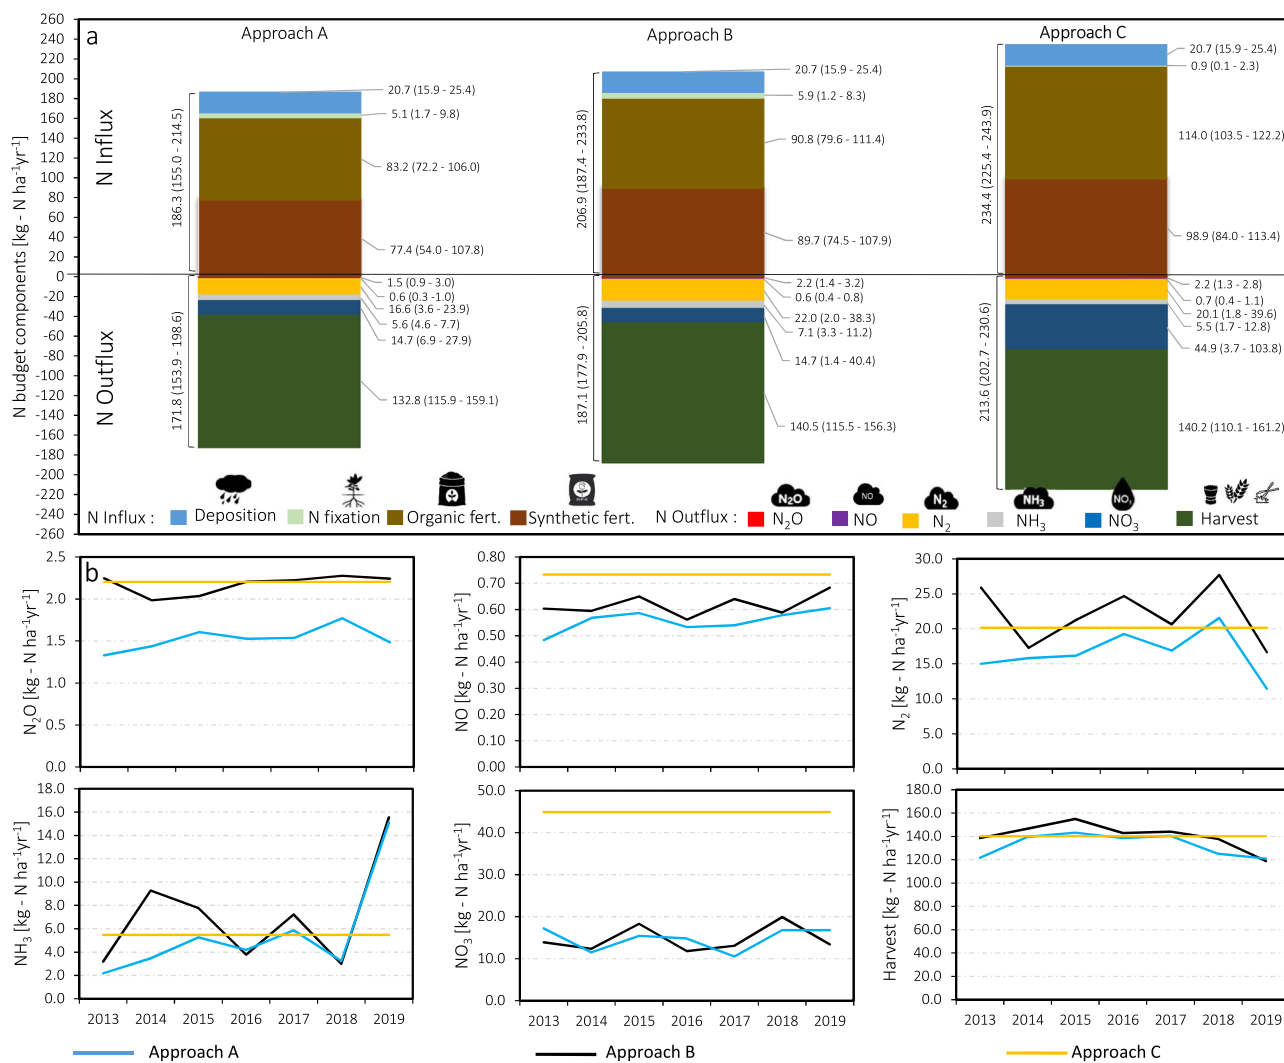 a
Approach A
Approach B
Approach C
N budget components [kg - N ha-1yr-1]
260
240
220
200
180
160
140
120
100
80
60
40
20
0
-20
-40
-60
-80
-100
-120
-140
-160
-180
-200
-220
-240
-260
N Influx
N Outflux
186.3 (155.0 - 214.5)
171.8 (153.9 - 198.6)
20.7 (15.9 - 25.4)
5.1 (1.7 - 9.8)
83.2 (72.2 - 106.0)
77.4 (54.0 - 107.8)
1.5 (0.9 - 3.0)
0.6 (0.3 -1.0)
16.6 (3.6 - 23.9)
5.6 (4.6 - 7.7)
14.7 (6.9 - 27.9)
132.8 (115.9 - 159.1)
206.9 (187.4 - 233.8)
187.1 (177.9 - 205.8)
20.7 (15.9 - 25.4)
5.9 (1.2 - 8.3)
90.8 (79.6 - 111.4)
89.7 (74.5 - 107.9)
2.2 (1.4 - 3.2)
0.6 (0.4 - 0.8)
22.0 (2.0 - 38.3)
7.1 (3.3 - 11.2)
14.7 (1.4 - 40.4)
140.5 (115.5 - 156.3)
234.4 (225.4 - 243.9)
213.6 (202.7 - 230.6)
20.7 (15.9 - 25.4)
0.9 (0.1 - 2.3)
114.0 (103.5 - 122.2)
98.9 (84.0 - 113.4)
2.2 (1.3 - 2.8)
0.7 (0.4 - 1.1)
20.1 (1.8 - 39.6)
5.5 (1.7 - 12.8)
44.9 (3.7 - 103.8)
140.2 (110.1 - 161.2)
N2O
NO
N2
NH3
NO3
N Influx : Deposition N fixation Organic fert. Synthetic fert. N Outflux : N2O NO N2 NH3 NO3 Harvest
b
N2O [kg - N ha-1yr-1]
2.5
2.0
1.5
1.0
0.5
0.0
NO [kg - N ha-1yr-1]
0.80
0.70
0.60
0.50
0.40
0.30
0.20
0.10
0.00
N2 [kg - N ha-1yr-1]
30.0
25.0
20.0
15.0
10.0
5.0
0.0
NH3 [kg - N ha-1yr-1]
18.0
16.0
14.0
12.0
10.0
8.0
6.0
4.0
2.0
0.0
2013 2014 2015 2016 2017 2018 2019
NO3 [kg - N ha-1yr-1]
50.0
40.0
30.0
20.0
10.0
0.0
2013 2014 2015 2016 2017 2018 2019
Harvest [kg - N ha-1yr-1]
180.0
160.0
140.0
120.0
100.0
80.0
60.0
40.0
20.0
0.0
2013 2014 2015 2016 2017 2018 2019
Approach A Approach B Approach C